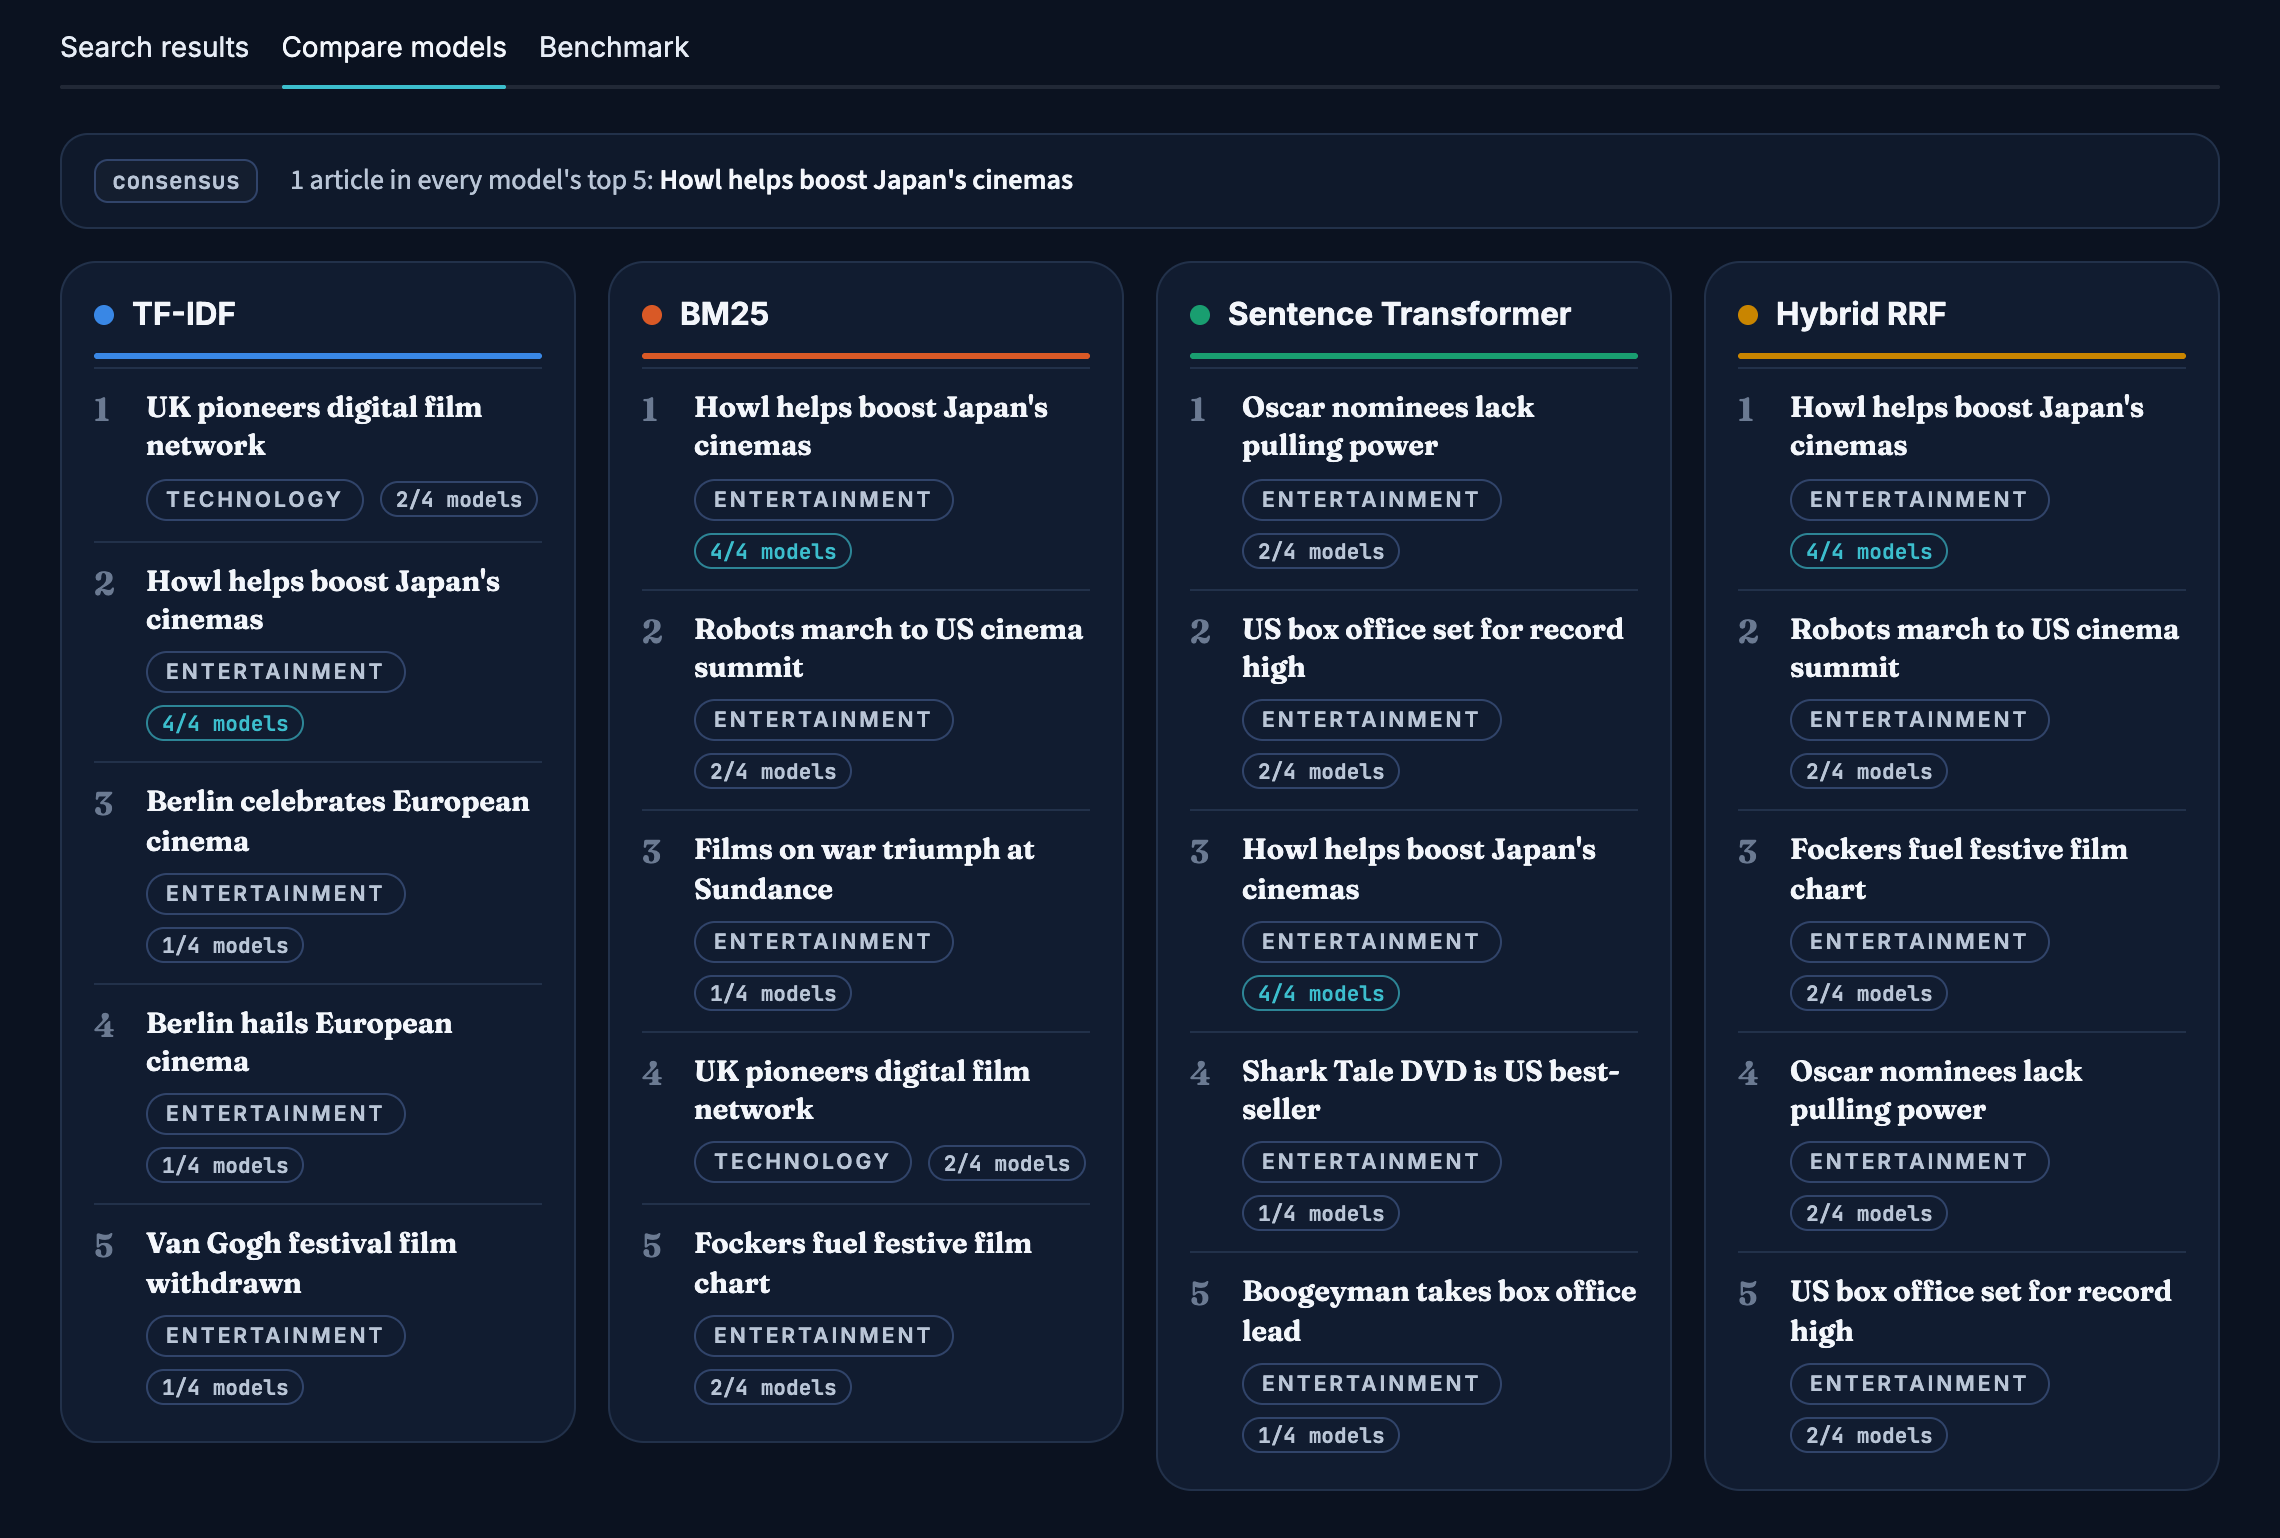 Search results
Compare models
Benchmark
consensus
1 article in every model's top 5: Howl helps boost Japan's cinemas
TF-IDF
1
UK pioneers digital film
network
TECHNOLOGY
2/4 models
2
Howl helps boost Japan's
cinemas
ENTERTAINMENT
4/4 models
3
Berlin celebrates European
cinema
ENTERTAINMENT
1/4 models
4
Berlin hails European
cinema
ENTERTAINMENT
1/4 models
5
Van Gogh festival film
withdrawn
ENTERTAINMENT
1/4 models
BM25
1
Howl helps boost Japan's
cinemas
ENTERTAINMENT
4/4 models
2
Robots march to US cinema
summit
ENTERTAINMENT
2/4 models
3
Films on war triumph at
Sundance
ENTERTAINMENT
1/4 models
4
UK pioneers digital film
network
TECHNOLOGY
2/4 models
5
Fockers fuel festive film
chart
ENTERTAINMENT
2/4 models
Sentence Transformer
1
Oscar nominees lack
pulling power
ENTERTAINMENT
2/4 models
2
US box office set for record
high
ENTERTAINMENT
2/4 models
3
Howl helps boost Japan's
cinemas
ENTERTAINMENT
4/4 models
4
Shark Tale DVD is US best-
seller
ENTERTAINMENT
1/4 models
5
Boogeyman takes box office
lead
ENTERTAINMENT
1/4 models
Hybrid RRF
1
Howl helps boost Japan's
cinemas
ENTERTAINMENT
4/4 models
2
Robots march to US cinema
summit
ENTERTAINMENT
2/4 models
3
Fockers fuel festive film
chart
ENTERTAINMENT
2/4 models
4
Oscar nominees lack
pulling power
ENTERTAINMENT
2/4 models
5
US box office set for record
high
ENTERTAINMENT
2/4 models